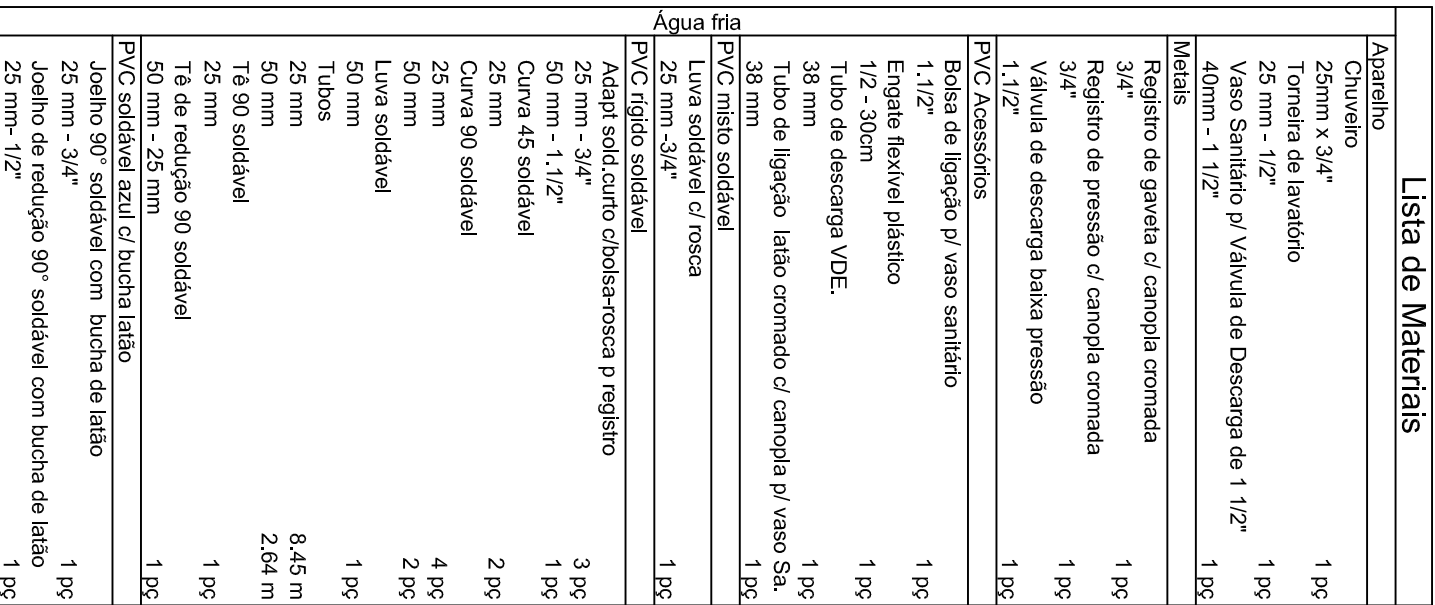 Lista de Materiais
Água fria
Aparelho
Chuveiro
25mm x 3/4" 1 pç
Torneira de lavatório
25 mm - 1/2" 1 pç
Vaso Sanitário p/ Válvula de Descarga de 1 1/2"
40mm - 1 1/2" 1 pç
Metais
Registro de gaveta c/ canopla cromada
3/4" 1 pç
Registro de pressão c/ canopla cromada
3/4" 1 pç
Válvula de descarga baixa pressão
1.1/2" 1 pç
PVC Acessórios
Bolsa de ligação p/ vaso sanitário
1.1/2" 1 pç
Engate flexível plástico
1/2 - 30cm 1 pç
Tubo de descarga VDE.
38 mm 1 pç
Tubo de ligação latão cromado c/ canopla p/ vaso Sa.
38 mm 1 pç
PVC misto soldável
Luva soldável c/ rosca
25 mm -3/4" 1 pç
PVC rígido soldável
Adapt sold.curto c/bolsa-rosca p registro
25 mm - 3/4" 3 pç
50 mm - 1.1/2" 1 pç
Curva 45 soldável
25 mm 2 pç
Curva 90 soldável
25 mm 4 pç
50 mm 2 pç
Luva soldável
50 mm 1 pç
Tubos
25 mm 8.45 m
50 mm 2.64 m
Tê 90 soldável
25 mm 1 pç
Tê de redução 90 soldável
50 mm - 25 mm 1 pç
PVC soldável azul c/ bucha latão
Joelho 90° soldável com bucha de latão
25 mm - 3/4" 1 pç
Joelho de redução 90° soldável com bucha de latão
25 mm- 1/2" 1 pç